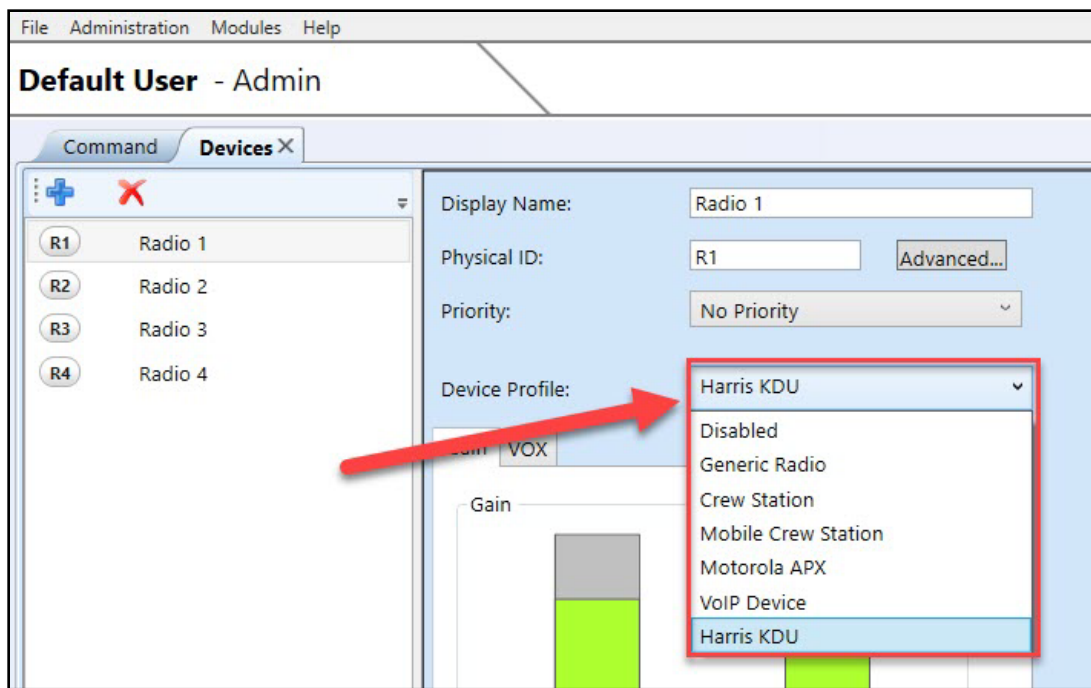 File Administration Modules Help
Default User - Admin
Command Devices
R1 Radio 1
R2 Radio 2
R3 Radio 3
R4 Radio 4
Display Name: Radio 1
Physical ID: R1 Advanced...
Priority: No Priority
Device Profile: Harris KDU
Disabled
Generic Radio
Crew Station
Mobile Crew Station
Motorola APX
VoIP Device
Harris KDU
VOX
Gain